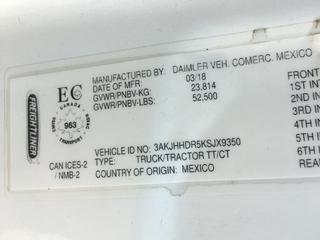 MANUFACTURED BY: DAIMLER VEH. COMERC. MEXICO
DATE OF MFR: 03/18
GVWR/PNBV-KG: 23.814
GVWR/PNBV-LBS: 52,500
EC
CANADA
963
TRANSPORT
FREIGHTLINER
CAN ICES-2
/NMB-2
VEHICLE ID NO: 3AKJHHDR5KSJX9350
TYPE: TRUCK/TRACTOR TT/CT
COUNTRY OF ORIGIN: MEXICO
FRONT
1ST INT
2ND IN
3RD IN
4TH IN
5TH I
6TH
REA